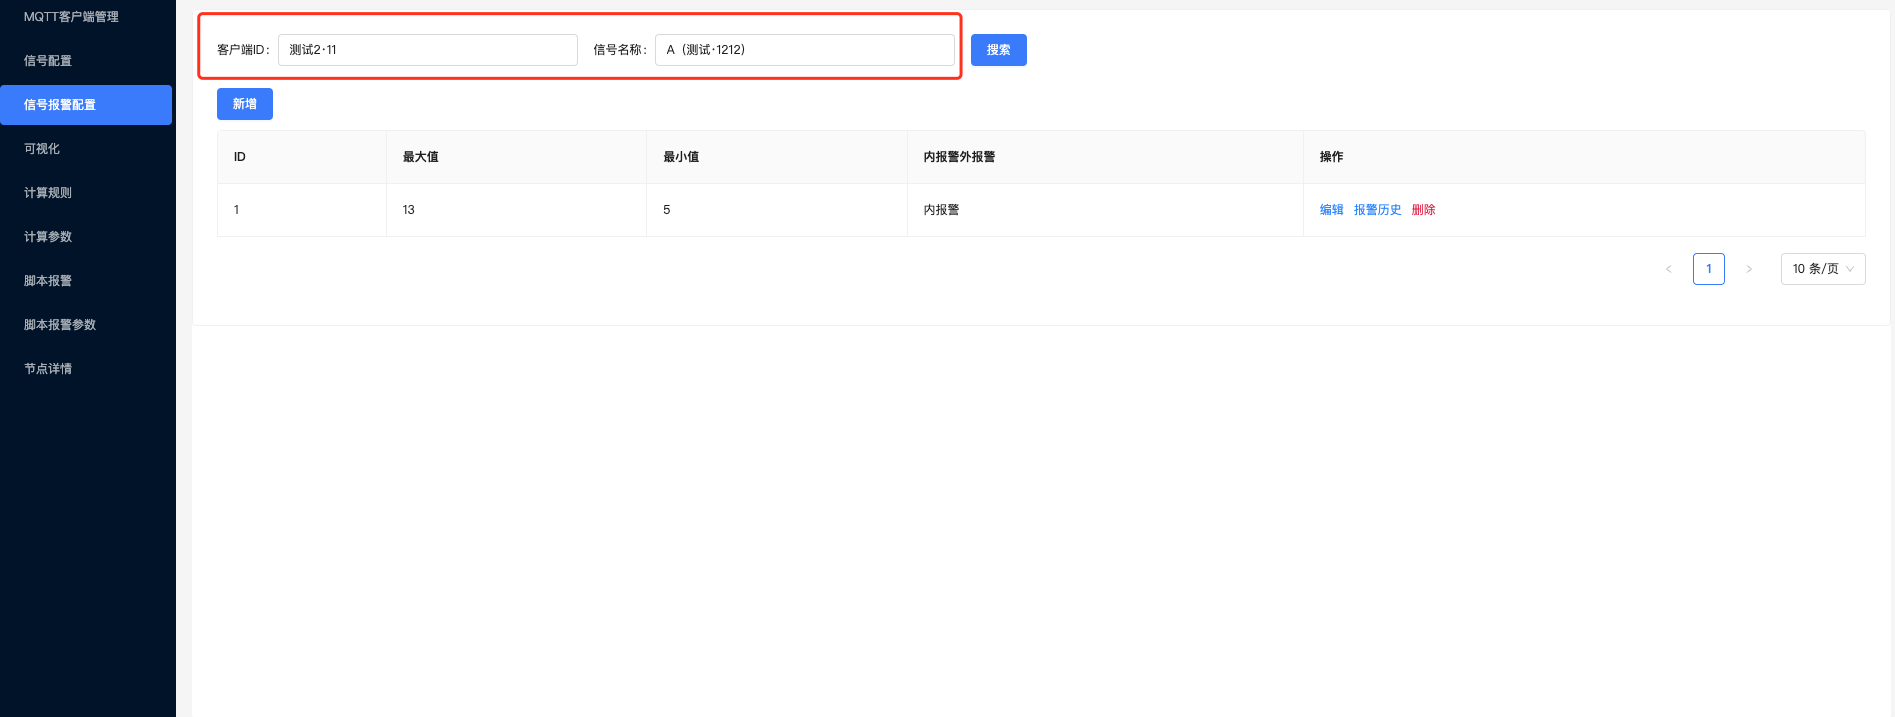 MQTT客户端管理
信号配置
信号报警配置
可视化
计算规则
计算参数
脚本报警
脚本报警参数
节点详情
客户端ID： 测试2·11 信号名称： A（测试·1212） 搜索
新增
ID 最大值 最小值 内报警外报警 操作
1 13 5 内报警 编辑 报警历史 删除
< 1 > 10 条/页